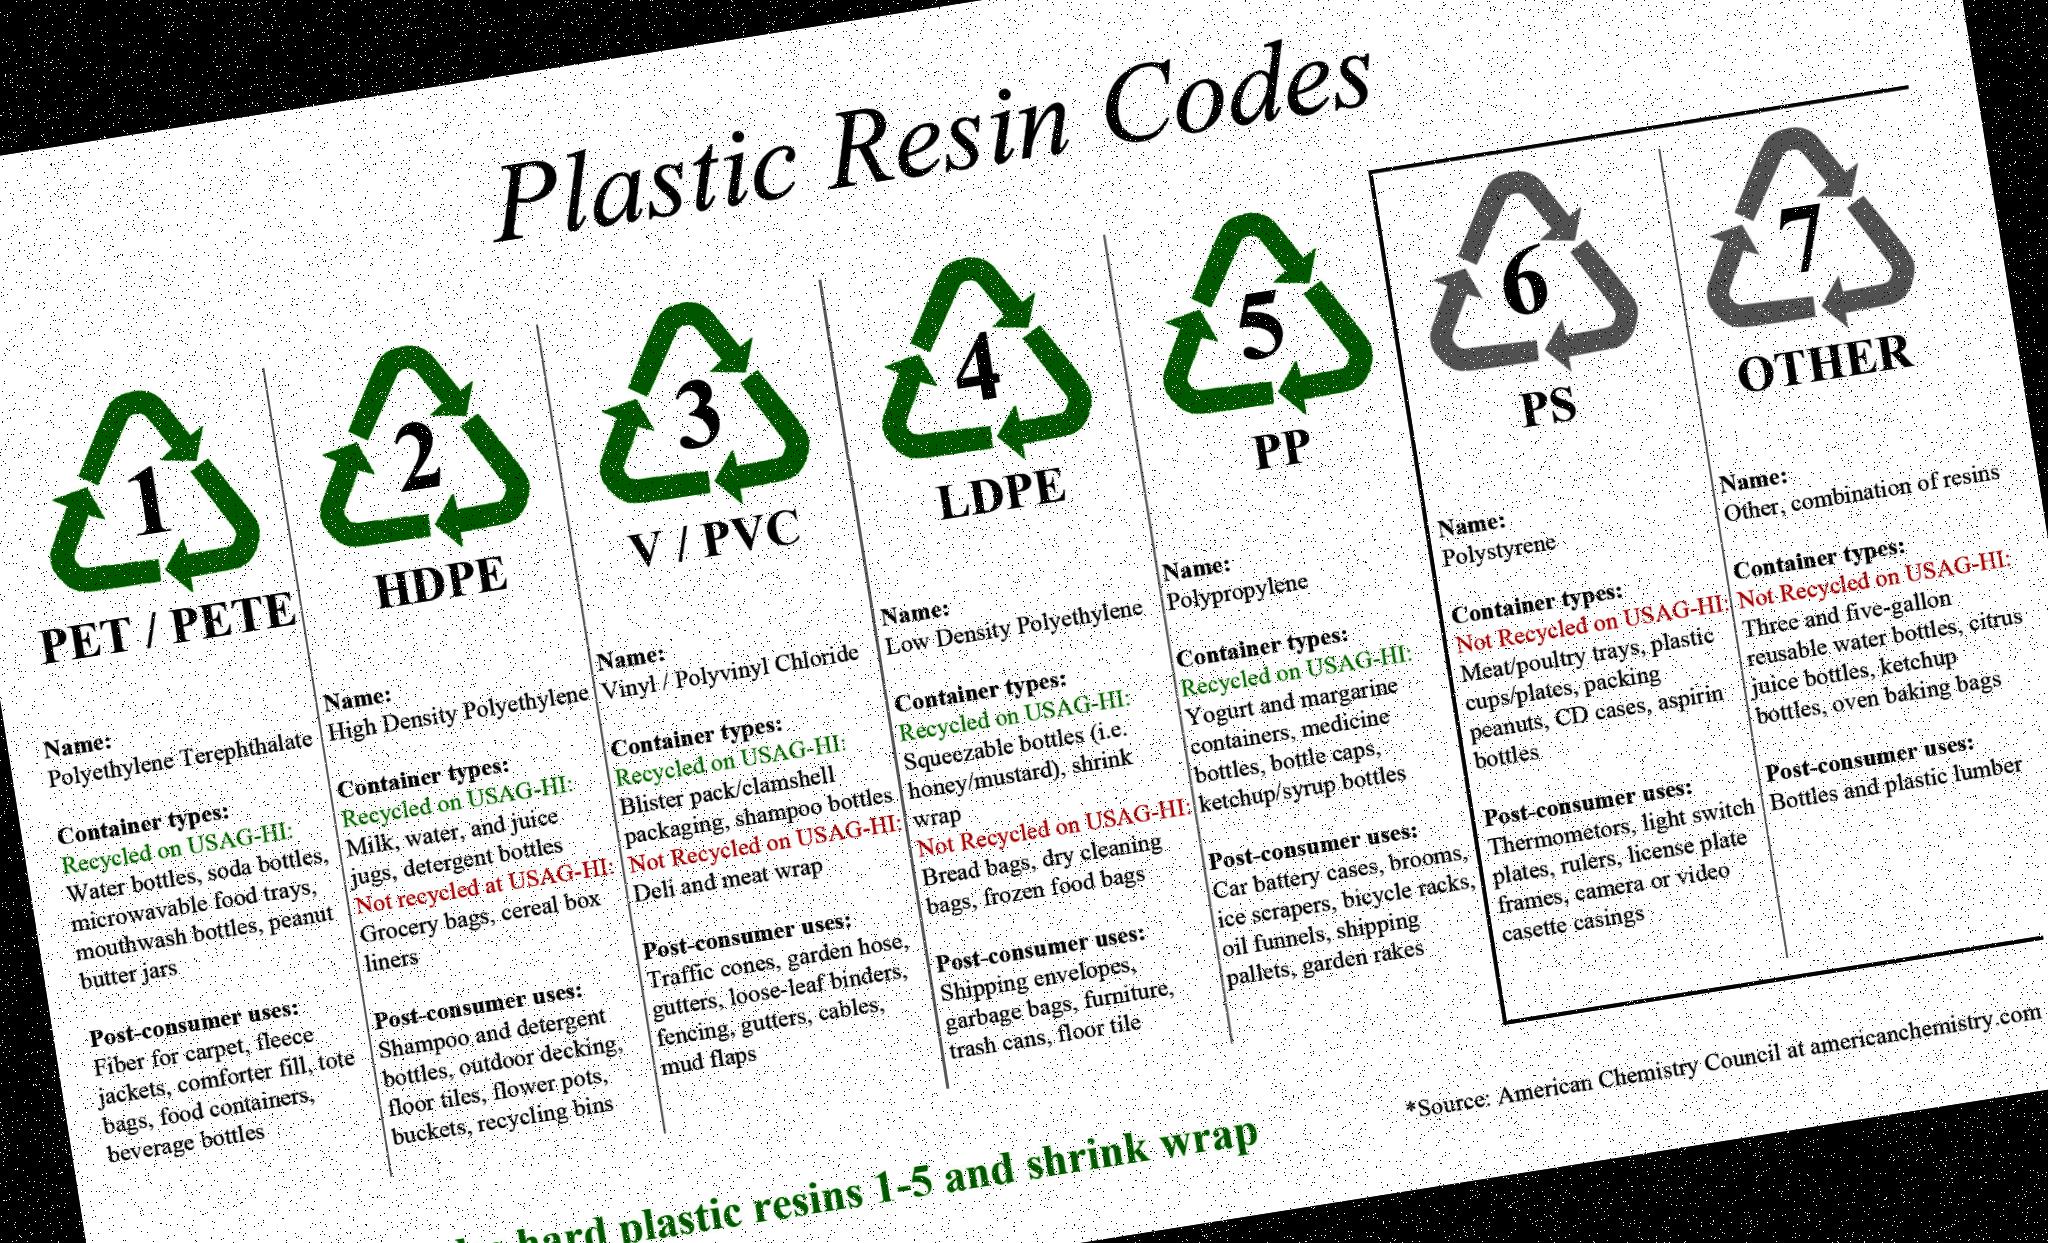 Plastic Resin Codes
1
PET / PETE
Name:
Polyethylene Terephthalate
Container types:
Recycled on USAG-HI:
Water bottles, soda bottles,
microwavable food trays,
mouthwash bottles, peanut
butter jars
Post-consumer uses:
Fiber for carpet, fleece
jackets, comforter fill, tote
bags, food containers,
beverage bottles
2
HDPE
Name:
High Density Polyethylene
Container types:
Recycled on USAG-HI:
Milk, water, and juice
jugs, detergent bottles
Not recycled at USAG-HI:
Grocery bags, cereal box
liners
Post-consumer uses:
Shampoo and detergent
bottles, outdoor decking,
floor tiles, flower pots,
buckets, recycling bins
3
V / PVC
Name:
Vinyl / Polyvinyl Chloride
Container types:
Recycled on USAG-HI:
Blister pack/clamshell
packaging, shampoo bottles
Not Recycled on USAG-HI:
Deli and meat wrap
Post-consumer uses:
Traffic cones, garden hose,
gutters, loose-leaf binders,
fencing, gutters, cables,
mud flaps
4
LDPE
Name:
Low Density Polyethylene
Container types:
Recycled on USAG-HI:
Squeezable bottles (i.e.
honey/mustard), shrink
wrap
Not Recycled on USAG-HI:
Bread bags, dry cleaning
bags, frozen food bags
Post-consumer uses:
Shipping envelopes,
garbage bags, furniture,
trash cans, floor tile
5
PP
Name:
Polypropylene
Container types:
Recycled on USAG-HI:
Yogurt and margarine
containers, medicine
bottles, bottle caps,
ketchup/syrup bottles
Post-consumer uses:
Car battery cases, brooms,
ice scrapers, bicycle racks,
oil funnels, shipping
pallets, garden rakes
6
PS
Name:
Polystyrene
Container types:
Not Recycled on USAG-HI:
Meat/poultry trays, plastic
cups/plates, packing
peanuts, CD cases, aspirin
bottles
Post-consumer uses:
Thermometors, light switch
plates, rulers, license plate
frames, camera or video
casette casings
7
OTHER
Name:
Other, combination of resins
Container types:
Not Recycled on USAG-HI:
Three and five-gallon
reusable water bottles, citrus
juice bottles, ketchup
bottles, oven baking bags
Post-consumer uses:
Bottles and plastic lumber
*Source: American Chemistry Council at americanchemistry.com
hard plastic resins 1-5 and shrink wrap